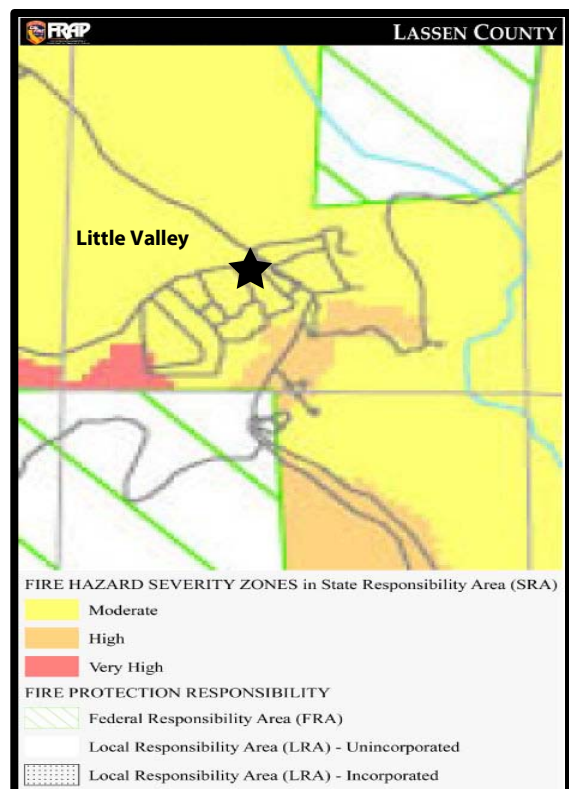 FRAP
LASSEN COUNTY
Little Valley
FIRE HAZARD SEVERITY ZONES in State Responsibility Area (SRA)
Moderate
High
Very High
FIRE PROTECTION RESPONSIBILITY
Federal Responsibility Area (FRA)
Local Responsibility Area (LRA) - Unincorporated
Local Responsibility Area (LRA) - Incorporated